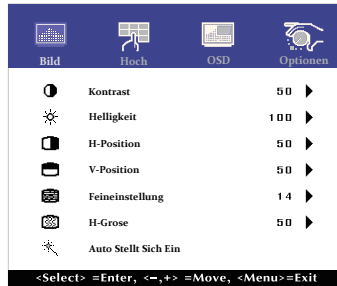 Bild Hoch OSD Optionen
Kontrast 50
Helligkeit 100
H-Position 50
V-Position 50
Feineinstellung 14
H-Grose 50
Auto Stellt Sich Ein
<Select> =Enter, <−,+> =Move, <Menu>=Exit